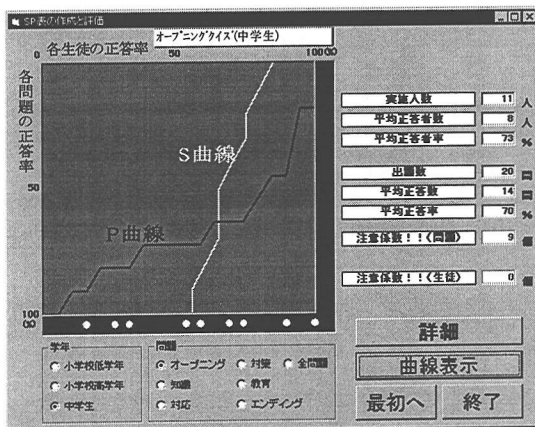 SP表の作成と評価
オープニングクイズ(中学生)
0 各生徒の正答率 50 100(%)
各問題の正答率
50
100
(%)
S曲線
P曲線
実施人数 11 人
平均正答者数 8 人
平均正答者率 73 %
出題数 20 問
平均正答数 14 問
平均正答率 70 %
注意係数!!(問題) 9 個
注意係数!!(生徒) 0 個
詳細
曲線表示
最初へ 終了
学年
小学校低学年
小学校高学年
中学生
問題
オープニング 対策 全問題
知識 教育
対応 エンディング